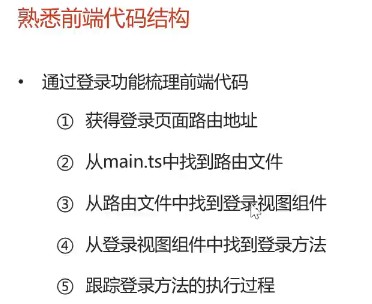 熟悉前端代码结构
• 通过登录功能梳理前端代码
① 获得登录页面路由地址
② 从main.ts中找到路由文件
③ 从路由文件中找到登录视图组件
④ 从登录视图组件中找到登录方法
⑤ 跟踪登录方法的执行过程